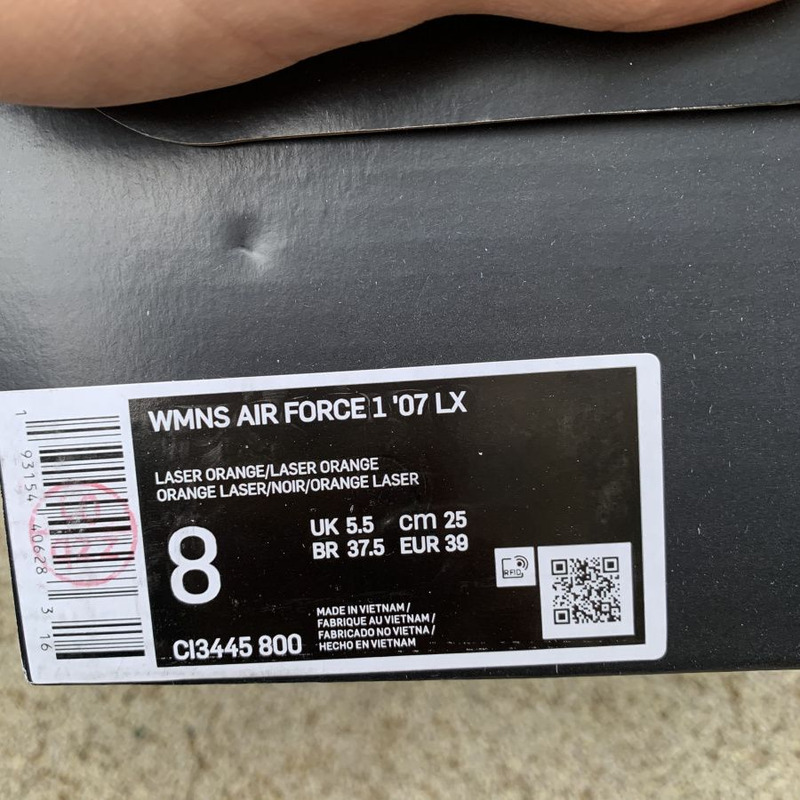 WMNS AIR FORCE 1 '07 LX
LASER ORANGE/LASER ORANGE
ORANGE LASER/NOIR/ORANGE LASER
8
UK 5.5 cm 25
BR 37.5 EUR 39
RFID
CI3445 800
MADE IN VIETNAM /
FABRIQUE AU VIETNAM /
FABRICADO NO VIETNA /
HECHO EN VIETNAM
1 93154 40628 3 16